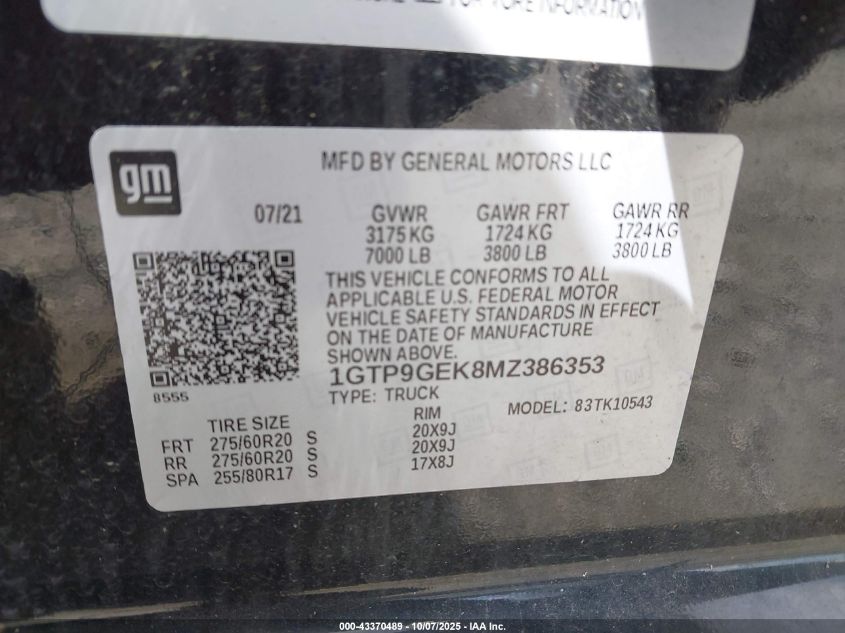 FOR MORE INFORMATION
gm
MFD BY GENERAL MOTORS LLC
07/21 GVWR GAWR FRT GAWR RR
3175 KG 1724 KG 1724 KG
7000 LB 3800 LB 3800 LB
THIS VEHICLE CONFORMS TO ALL
APPLICABLE U.S. FEDERAL MOTOR
VEHICLE SAFETY STANDARDS IN EFFECT
ON THE DATE OF MANUFACTURE
SHOWN ABOVE.
8555
1GTP9GEK8MZ386353
TYPE: TRUCK MODEL: 83TK10543
TIRE SIZE RIM
FRT 275/60R20 S 20X9J
RR 275/60R20 S 20X9J
SPA 255/80R17 S 17X8J
000-43370489 - 10/07/2025 - IAA Inc.